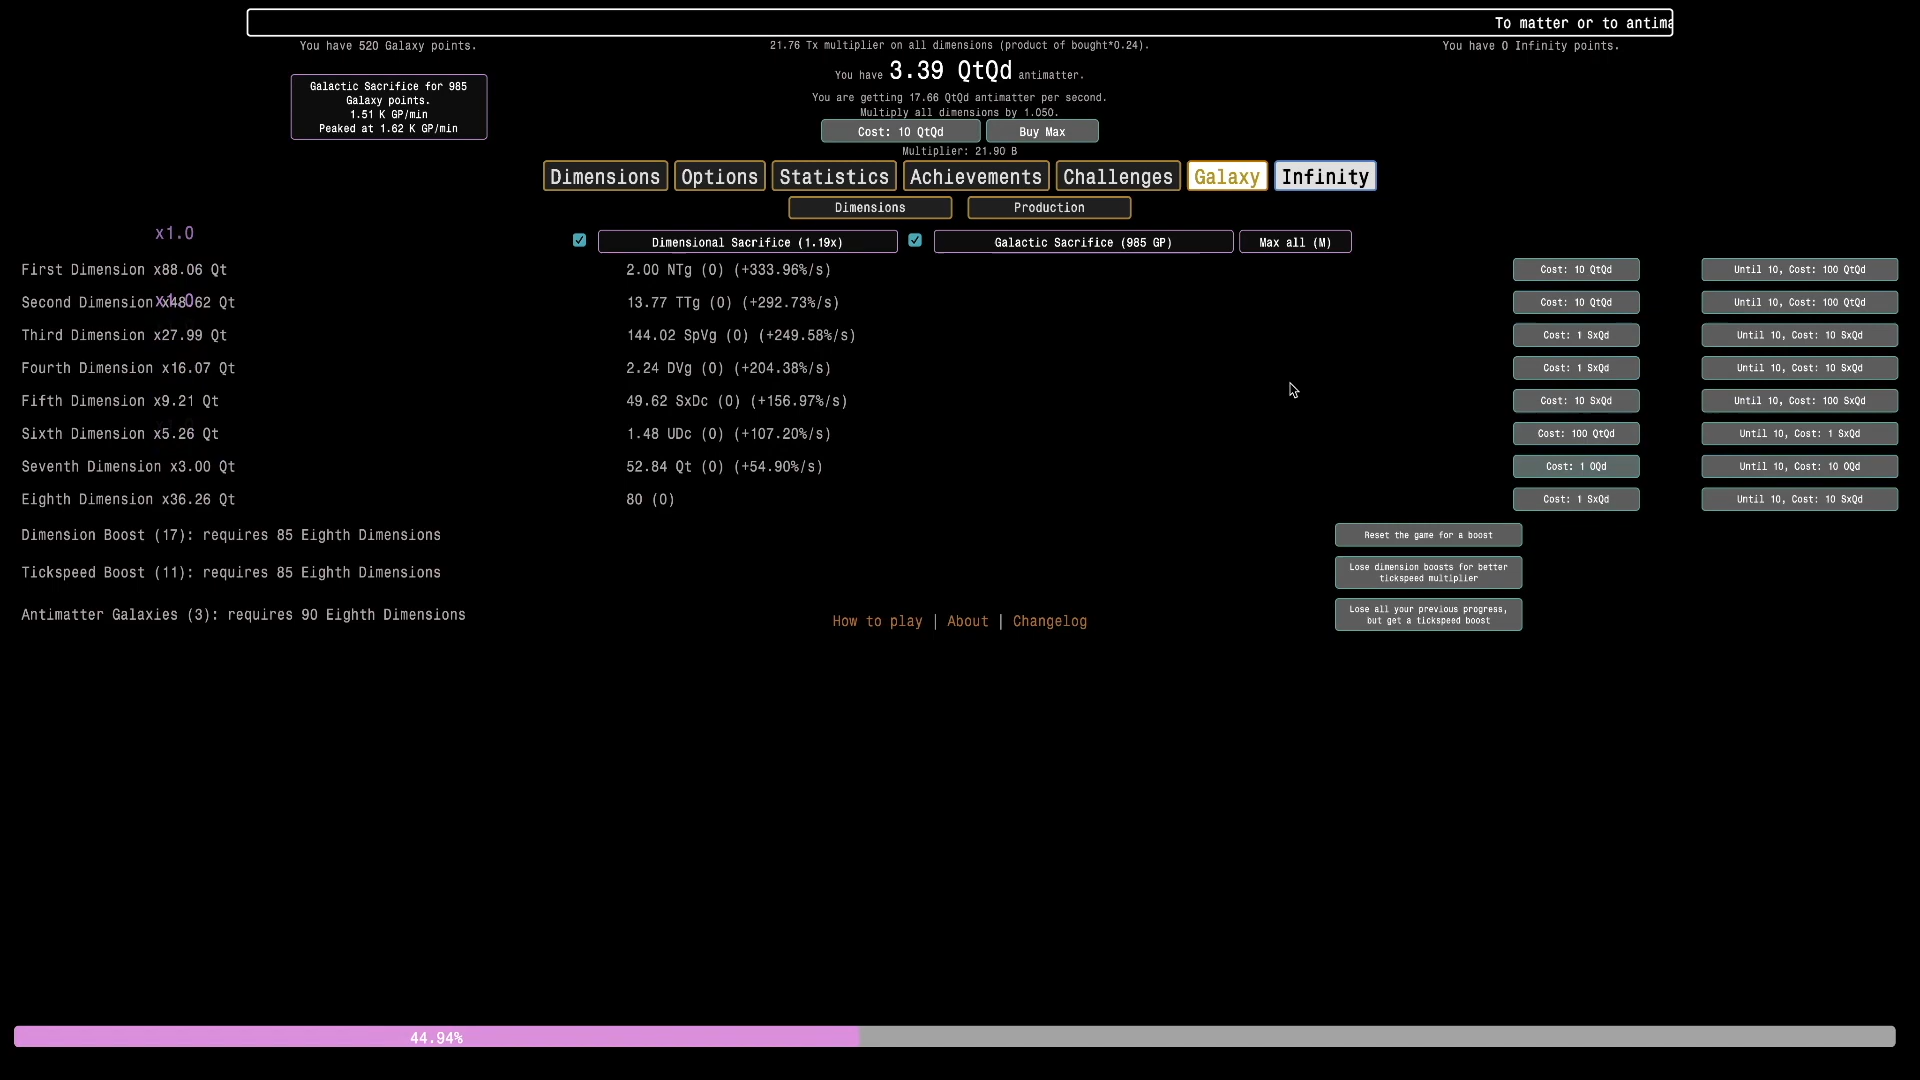 To matter or to antima
You have 520 Galaxy points.
21.76 Tx multiplier on all dimensions (product of bought*0.24).
You have 0 Infinity points.
You have 3.39 QtQd antimatter.
Galactic Sacrifice for 985
Galaxy points.
1.51 K GP/min
Peaked at 1.62 K GP/min
You are getting 17.66 QtQd antimatter per second.
Multiply all dimensions by 1.050.
Cost: 10 QtQd
Buy Max
Multiplier: 21.90 B
Dimensions Options Statistics Achievements Challenges Galaxy Infinity
Dimensions Production
x1.0
Dimensional Sacrifice (1.19x) Galactic Sacrifice (985 GP) Max all (M)
First Dimension x88.06 Qt 2.00 NTg (0) (+333.96%/s) Cost: 10 QtQd Until 10, Cost: 100 QtQd
x1.0
Second Dimension x48.62 Qt 13.77 TTg (0) (+292.73%/s) Cost: 10 QtQd Until 10, Cost: 100 QtQd
Third Dimension x27.99 Qt 144.02 SpVg (0) (+249.58%/s) Cost: 1 SxQd Until 10, Cost: 10 SxQd
Fourth Dimension x16.07 Qt 2.24 DVg (0) (+204.38%/s) Cost: 1 SxQd Until 10, Cost: 10 SxQd
Fifth Dimension x9.21 Qt 49.62 SxDc (0) (+156.97%/s) Cost: 10 SxQd Until 10, Cost: 100 SxQd
Sixth Dimension x5.26 Qt 1.48 UDc (0) (+107.20%/s) Cost: 100 QtQd Until 10, Cost: 1 SxQd
Seventh Dimension x3.00 Qt 52.84 Qt (0) (+54.90%/s) Cost: 1 OQd Until 10, Cost: 10 OQd
Eighth Dimension x36.26 Qt 80 (0) Cost: 1 SxQd Until 10, Cost: 10 SxQd
Dimension Boost (17): requires 85 Eighth Dimensions
Reset the game for a boost
Tickspeed Boost (11): requires 85 Eighth Dimensions
Lose dimension boosts for better
tickspeed multiplier
Antimatter Galaxies (3): requires 90 Eighth Dimensions
Lose all your previous progress,
but get a tickspeed boost
How to play | About | Changelog
44.94%